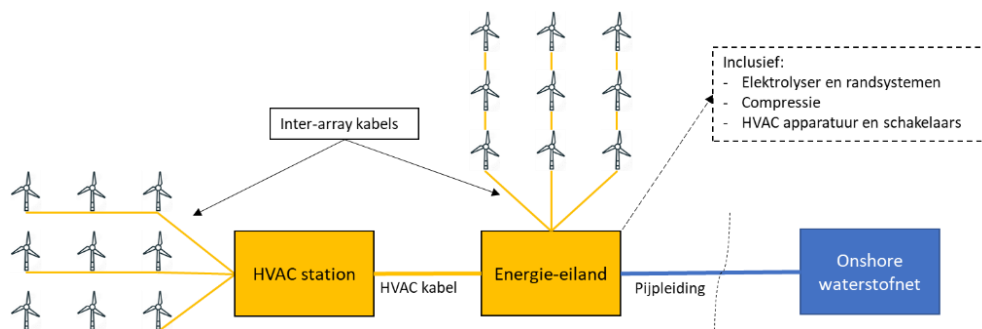 Inclusief:
- Elektrolyser en randsystemen
- Compressie
- HVAC apparatuur en schakelaars
Inter-array kabels
HVAC station
HVAC kabel
Energie-eiland
Pijpleiding
Onshore
waterstofnet